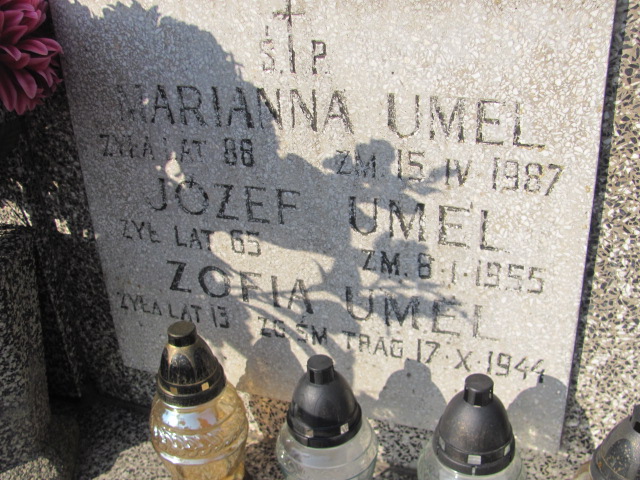 Ś.†P.
MARIANNA UMEL
ŻYŁA LAT 88 ZM. 15. IV 1987
JÓZEF UMEL
ŻYŁ LAT 65 ZM. 8.I.1955
ZOFIA UMEL
ŻYŁA LAT 13 ZG. ŚM TRAG 17.X.1944